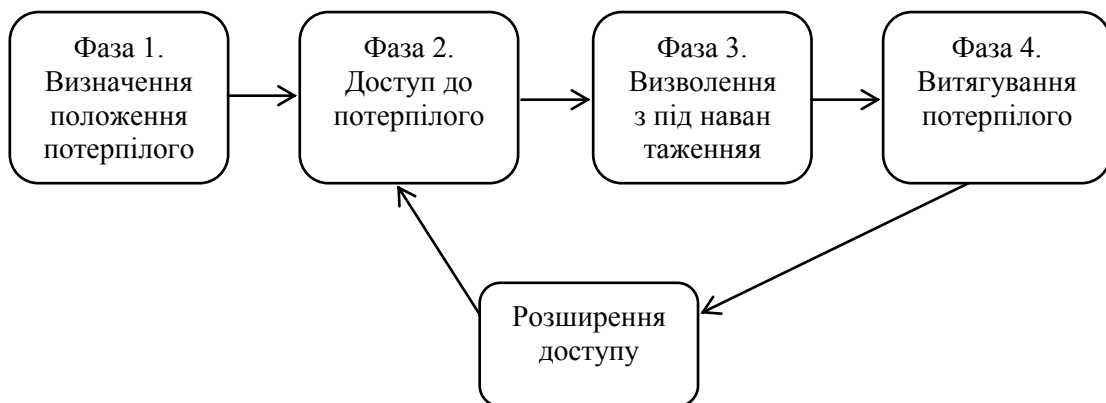 Фаза 1.
Визначення
положення
потерпілого
Фаза 2.
Доступ до
потерпілого
Фаза 3.
Визволення
з під наван
таженняя
Фаза 4.
Витягування
потерпілого
Розширення
доступу